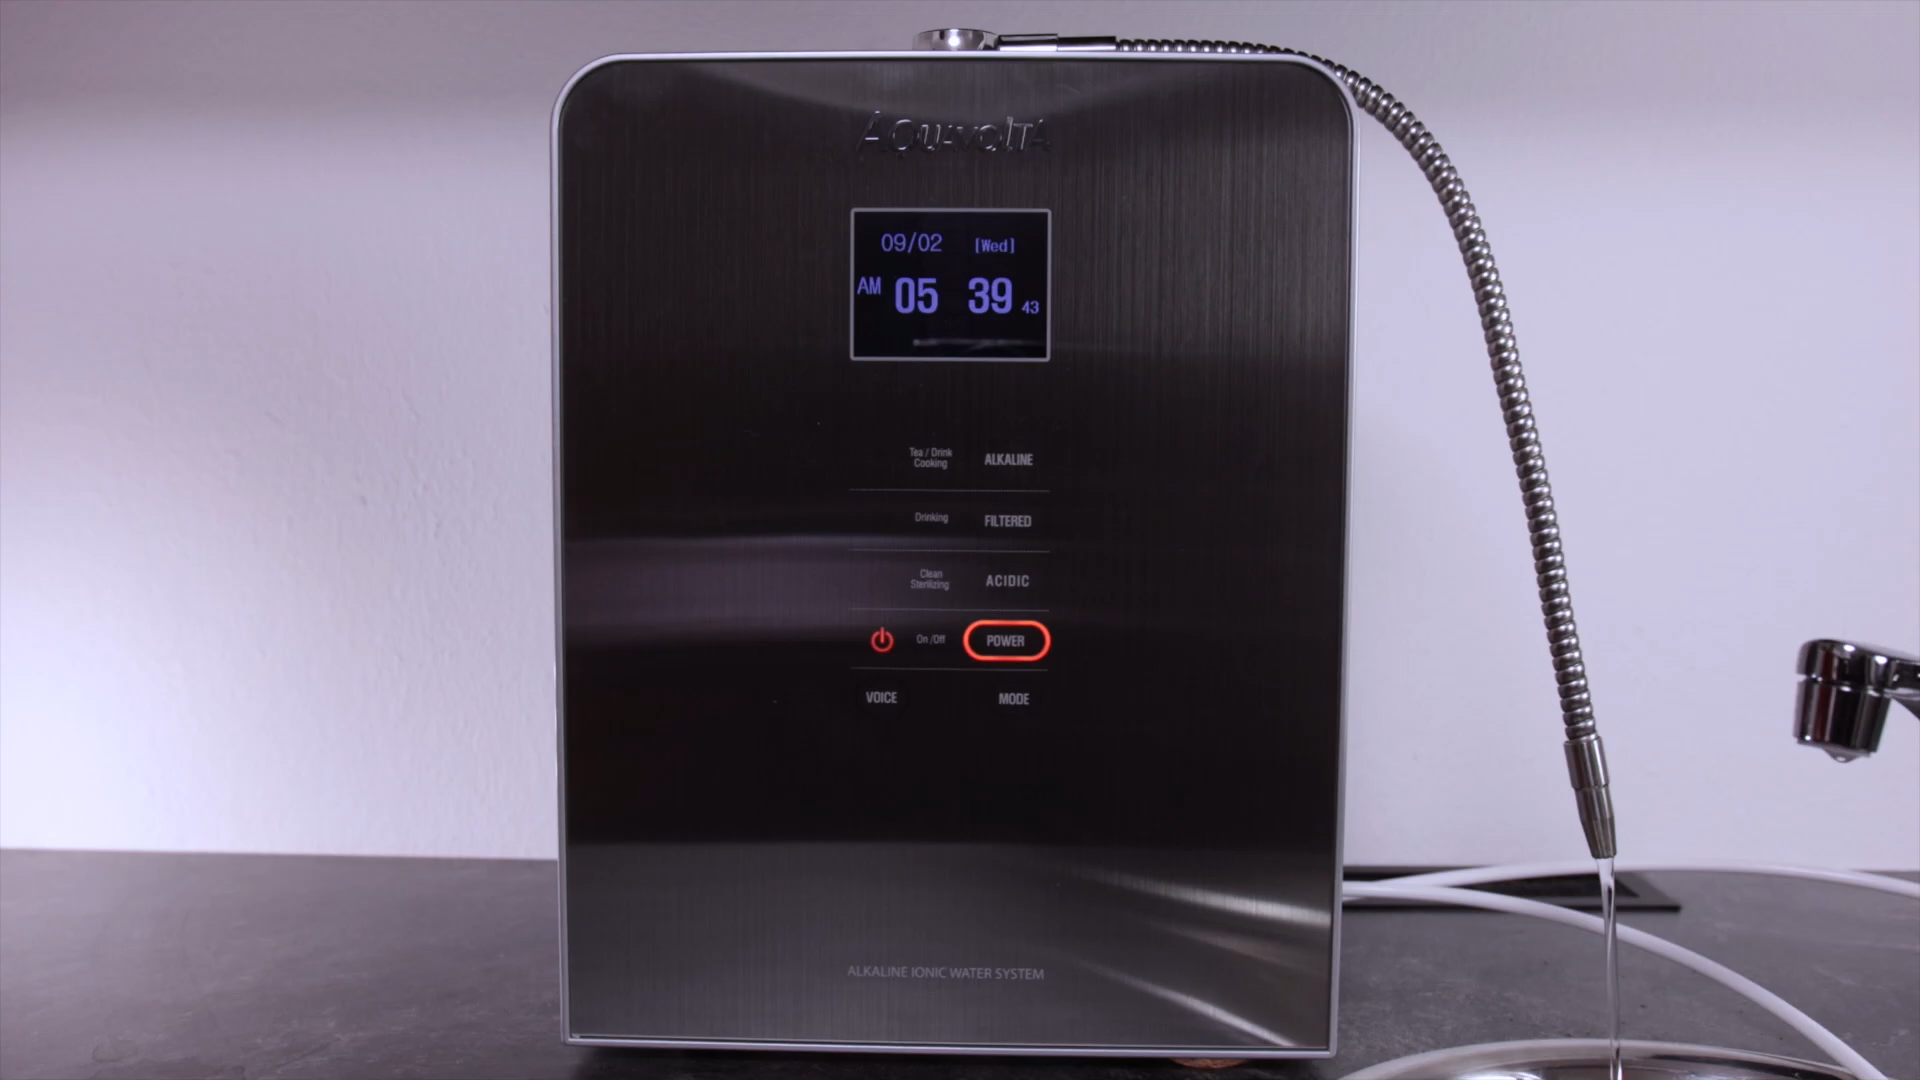 AQUAVOLTA
09/02 [Wed]
AM 05 39 43
Tea / Drink
Cooking
ALKALINE
Drinking
FILTERED
Clean
Sterilizing
ACIDIC
On /Off
POWER
VOICE
MODE
ALKALINE IONIC WATER SYSTEM